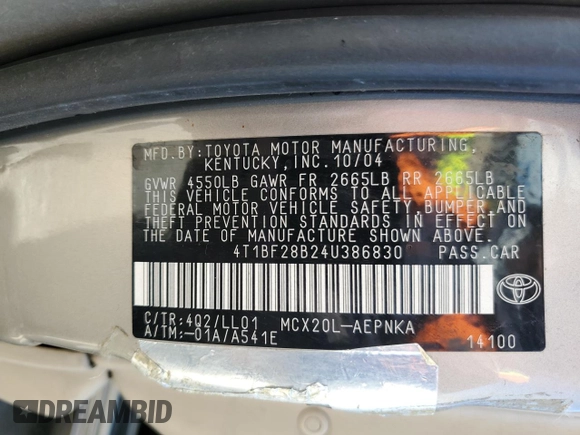 MFD.BY:TOYOTA MOTOR MANUFACTURING,
KENTUCKY, INC. 10/04
GVWR 4550LB GAWR FR 2665LB RR 2665LB
THIS VEHICLE CONFORMS TO ALL APPLICABLE
FEDERAL MOTOR VEHICLE SAFETY, BUMPER AND
THEFT PREVENTION STANDARDS IN EFFECT ON
THE DATE OF MANUFACTURE SHOWN ABOVE.
4T1BF28B24U386830 PASS.CAR
C/TR:4Q2/LL01 MCX20L-AEPNKA
A/TM:-01A/A541E
14100
DREAMBID